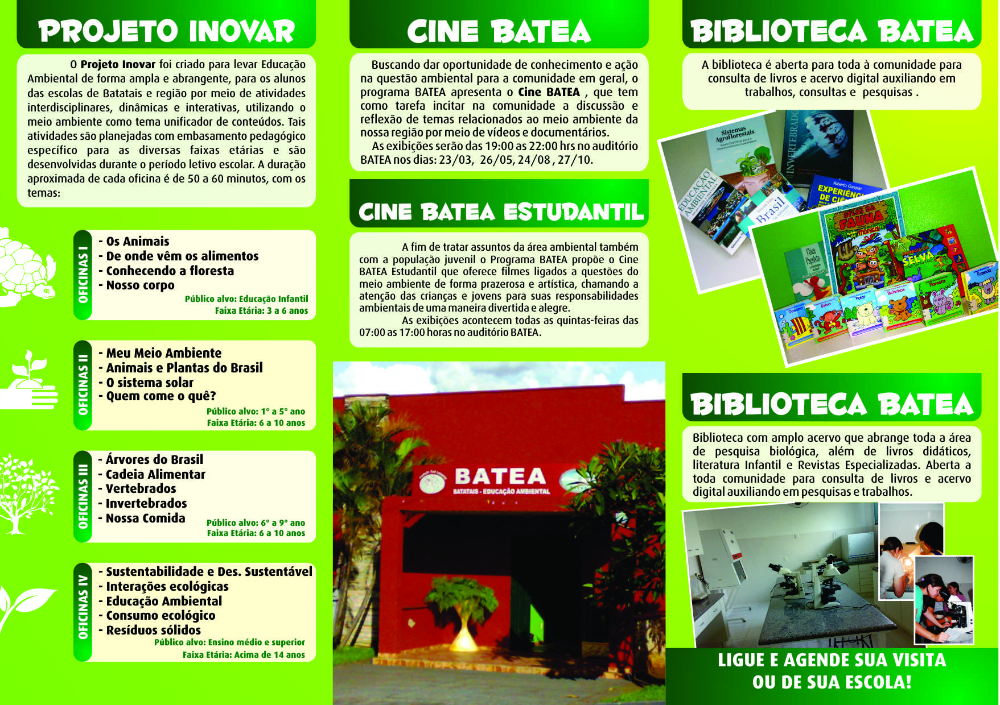 PROJETO INOVAR
O Projeto Inovar foi criado para levar Educação
Ambiental de forma ampla e abrangente, para os alunos
das escolas de Batatais e região por meio de atividades
interdisciplinares, dinâmicas e interativas, utilizando o
meio ambiente como tema unificador de conteúdos. Tais
atividades são planejadas com embasamento pedagógico
específico para as diversas faixas etárias e são
desenvolvidas durante o período letivo escolar. A duração
aproximada de cada oficina é de 50 a 60 minutos, com os
temas:
OFICINAS I
- Os Animais
- De onde vêm os alimentos
- Conhecendo a floresta
- Nosso corpo
Público alvo: Educação Infantil
Faixa Etária: 3 a 6 anos
OFICINAS II
- Meu Meio Ambiente
- Animais e Plantas do Brasil
- O sistema solar
- Quem come o quê?
Público alvo: 1° a 5° ano
Faixa Etária: 6 a 10 anos
OFICINAS III
- Árvores do Brasil
- Cadeia Alimentar
- Vertebrados
- Invertebrados
- Nossa Comida
Público alvo: 6° a 9° ano
Faixa Etária: 6 a 10 anos
OFICINAS IV
- Sustentabilidade e Des. Sustentável
- Interações ecológicas
- Educação Ambiental
- Consumo ecológico
- Resíduos sólidos
Público alvo: Ensino médio e superior
Faixa Etária: Acima de 14 anos
CINE BATEA
Buscando dar oportunidade de conhecimento e ação
na questão ambiental para a comunidade em geral, o
programa BATEA apresenta o Cine BATEA , que tem
como tarefa incitar na comunidade a discussão e
reflexão de temas relacionados ao meio ambiente da
nossa região por meio de vídeos e documentários.
As exibições serão das 19:00 as 22:00 hrs no auditório
BATEA nos dias: 23/03, 26/05, 24/08 , 27/10.
CINE BATEA ESTUDANTIL
A fim de tratar assuntos da área ambiental também
com a população juvenil o Programa BATEA propõe o Cine
BATEA Estudantil que oferece filmes ligados a questões do
meio ambiente de forma prazerosa e artística, chamando a
atenção das crianças e jovens para suas responsabilidades
ambientais de uma maneira divertida e alegre.
As exibições acontecem todas as quintas-feiras das
07:00 as 17:00 horas no auditório BATEA.
BATEA
BATATAIS - EDUCAÇÃO AMBIENTAL
BIBLIOTECA BATEA
A biblioteca é aberta para toda à comunidade para
consulta de livros e acervo digital auxiliando em
trabalhos, consultas e pesquisas .
Sistemas
Agroflorestais
INVERTEBRADO
EDUCAÇÃO
AMBIENTAL
Brasil
Alberto Gaspar
EXPERIÊNC
DE CIÊ
ATLAS DA
FAUNA
Mônica
Chica
Papeleta
ANIMAIS DA
SELVA
Oceano
Selva
Polar
Bichinhos
Floresta
Fazenda
BIBLIOTECA BATEA
Biblioteca com amplo acervo que abrange toda a área
de pesquisa biológica, além de livros didáticos,
literatura Infantil e Revistas Especializadas. Aberta a
toda comunidade para consulta de livros e acervo
digital auxiliando em pesquisas e trabalhos.
LIGUE E AGENDE SUA VISITA
OU DE SUA ESCOLA!